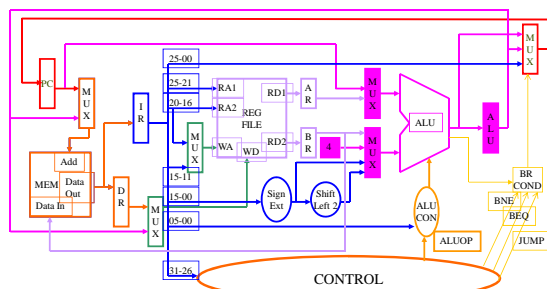 25-00
M
U
X
PC
25-21
RA1
RD1
A
R
M
U
X
M
U
X
I
R
20-16
RA2
REG
FILE
ALU
A
L
U
M
U
X
WA
WD
RD2
B
R
4
M
U
X
Add
MEM
Data
Out
Data In
D
R
M
U
X
15-11
15-00
05-00
Sign
Ext
Shift
Left 2
ALU
CON
BR
COND
BNE
BEQ
JUMP
ALUOP
31-26
CONTROL